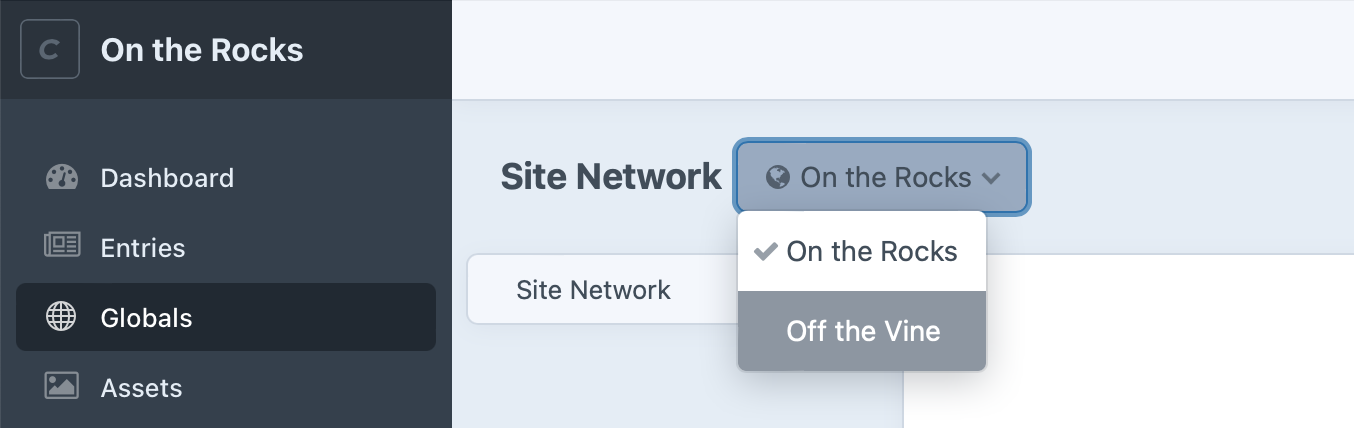 C
On the Rocks
Dashboard
Entries
Globals
Assets
Site Network
On the Rocks
On the Rocks
Off the Vine
Site Network